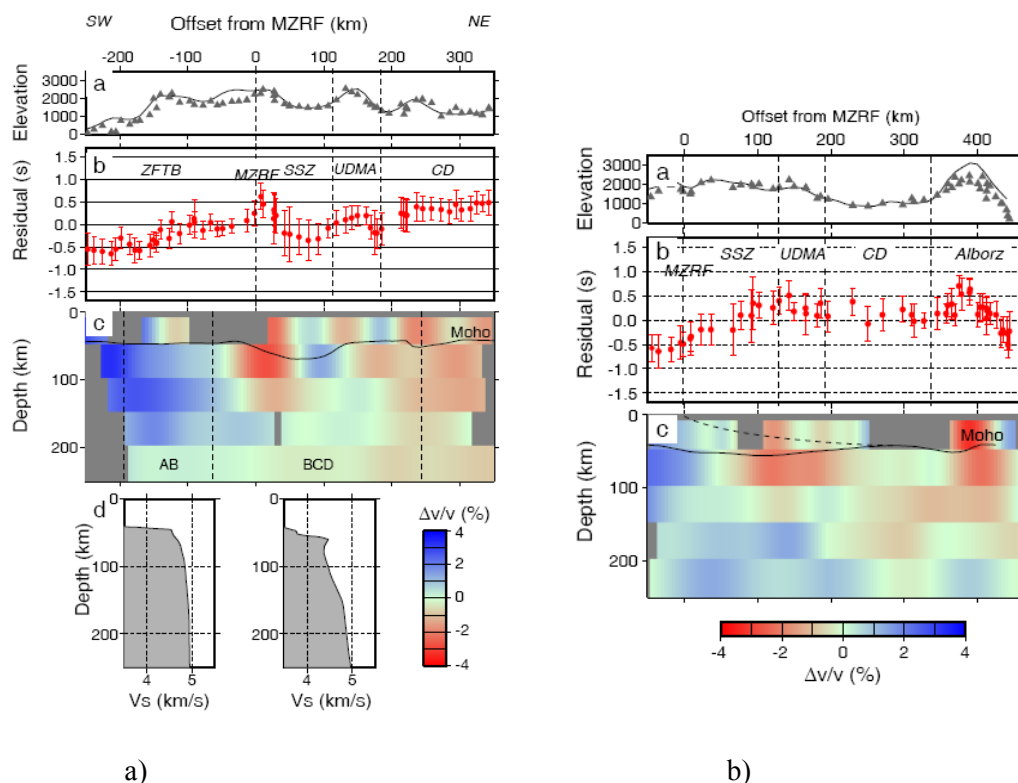 SW Offset from MZRF (km) NE
-200 -100 0 100 200 300
a
Elevation
3000
2000
1000
0
b
Residual (s)
1.5
1.0
0.5
0.0
-0.5
-1.0
-1.5
ZFTB MZRF SSZ UDMA CD
c
Moho
Depth (km)
0
100
200
AB BCD
d
Depth (km)
0
100
200
4 5 4 5
Vs (km/s) Vs (km/s)
Δv/v (%)
4
2
0
-2
-4
a)
Offset from MZRF (km)
0 100 200 300 400
a
Elevation
3000
2000
1000
0
b
Residual (s)
1.5
1.0
0.5
0.0
-0.5
-1.0
-1.5
MZRF SSZ UDMA CD Alborz
c
Moho
Depth (km)
0
100
200
-4 -2 0 2 4
Δv/v (%)
b)